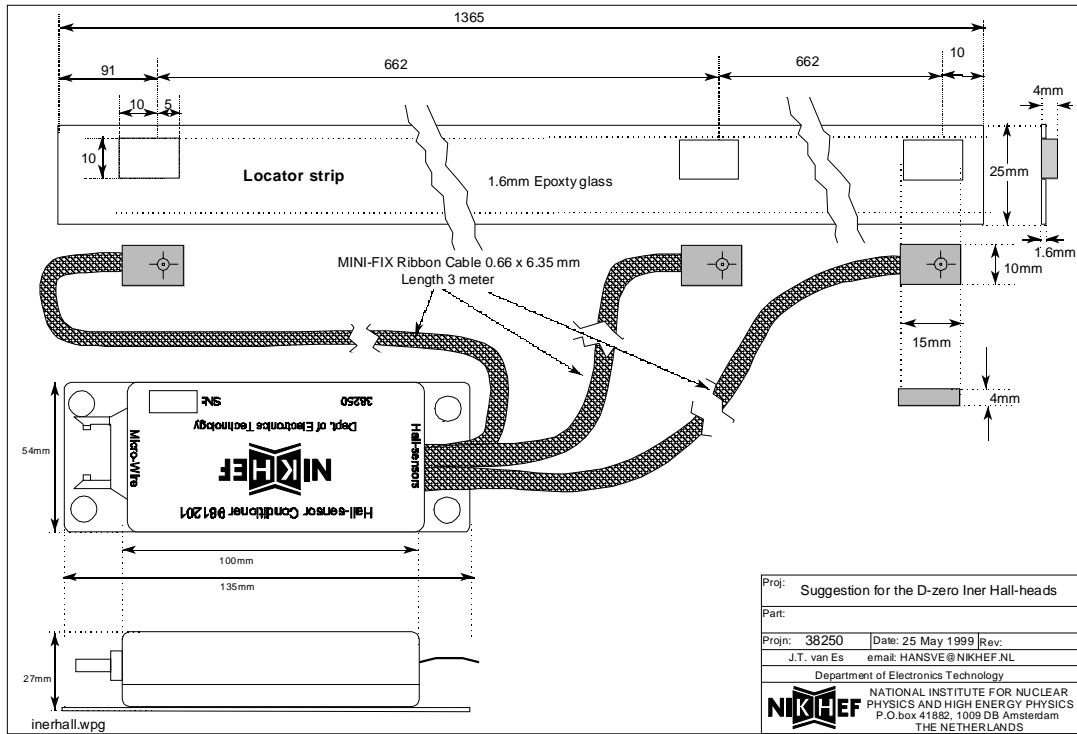 1365
91
662
662
10
10
5
4mm
10
Locator strip
1.6mm Epoxty glass
25mm
1.6mm
MINI-FIX Ribbon Cable 0.66 x 6.35 mm
Length 3 meter
10mm
15mm
4mm
54mm
Mikro-Wire
SN:
38250
Dept. of Electronics Technology
NIKHEF
Hall-sensor Conditioner 981201
Hall-sensors
100mm
135mm
27mm
inerhall.wpg
Proj: Suggestion for the D-zero Iner Hall-heads
Part:
Projn: 38250 Date: 25 May 1999 Rev:
J.T. van Es email: HANSVE@NIKHEF.NL
Department of Electronics Technology
NIKHEF
NATIONAL INSTITUTE FOR NUCLEAR
PHYSICS AND HIGH ENERGY PHYSICS
P.O.box 41882, 1009 DB Amsterdam
THE NETHERLANDS